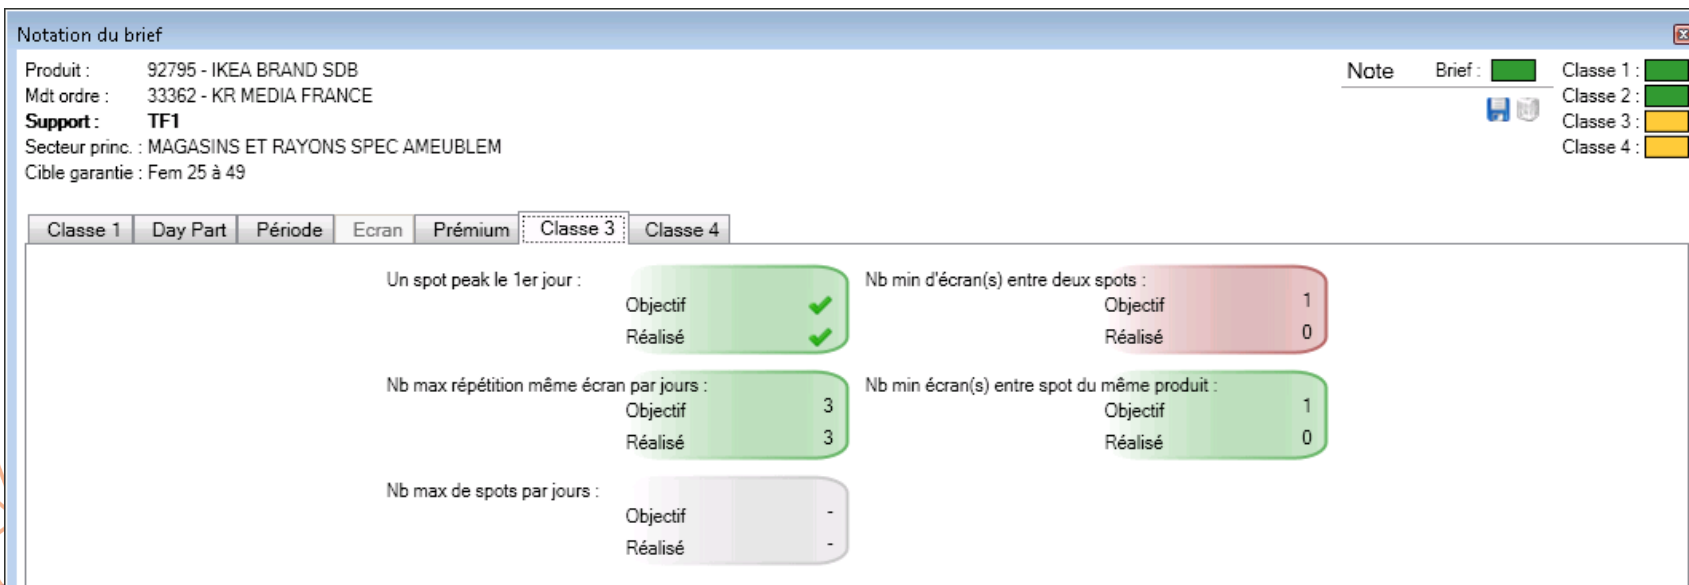 Notation du brief
Produit : 92795 - IKEA BRAND SDB
Mdt ordre : 33362 - KR MEDIA FRANCE
Support : TF1
Secteur princ. : MAGASINS ET RAYONS SPEC AMEUBLEM
Cible garantie : Fem 25 à 49
Note Brief : Classe 1 :
Classe 2 :
Classe 3 :
Classe 4 :
Classe 1 Day Part Période Ecran Prémium Classe 3 Classe 4
Un spot peak le 1er jour :
Objectif
Réalisé
Nb min d'écran(s) entre deux spots :
Objectif 1
Réalisé 0
Nb max répétition même écran par jours :
Objectif 3
Réalisé 3
Nb min écran(s) entre spot du même produit :
Objectif 1
Réalisé 0
Nb max de spots par jours :
Objectif -
Réalisé -